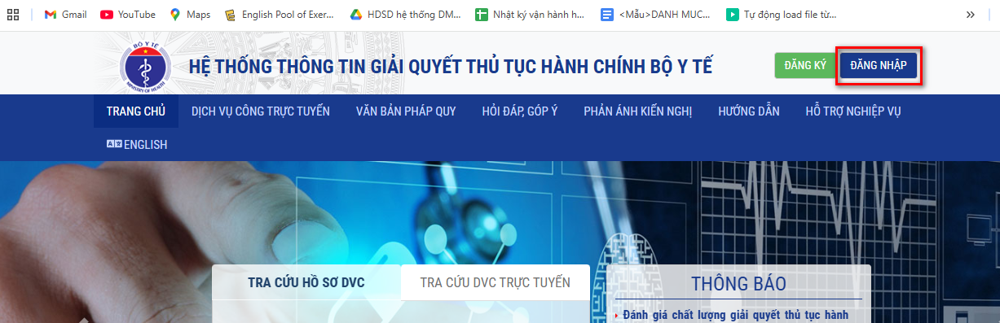 Gmail YouTube Maps English Pool of Exer... HDSD hệ thống DM... Nhật ký vận hành h... <Mẫu>DANH MUC... Tự động load file từ...
BỘ Y TẾ
MINISTRY OF HEALTH
HỆ THỐNG THÔNG TIN GIẢI QUYẾT THỦ TỤC HÀNH CHÍNH BỘ Y TẾ
ĐĂNG KÝ ĐĂNG NHẬP
TRANG CHỦ DỊCH VỤ CÔNG TRỰC TUYẾN VĂN BẢN PHÁP QUY HỎI ĐÁP, GÓP Ý PHẢN ÁNH KIẾN NGHỊ HƯỚNG DẪN HỖ TRỢ NGHIỆP VỤ
ENGLISH
TRA CỨU HỒ SƠ DVC TRA CỨU DVC TRỰC TUYẾN
THÔNG BÁO
Đánh giá chất lượng giải quyết thủ tục hành